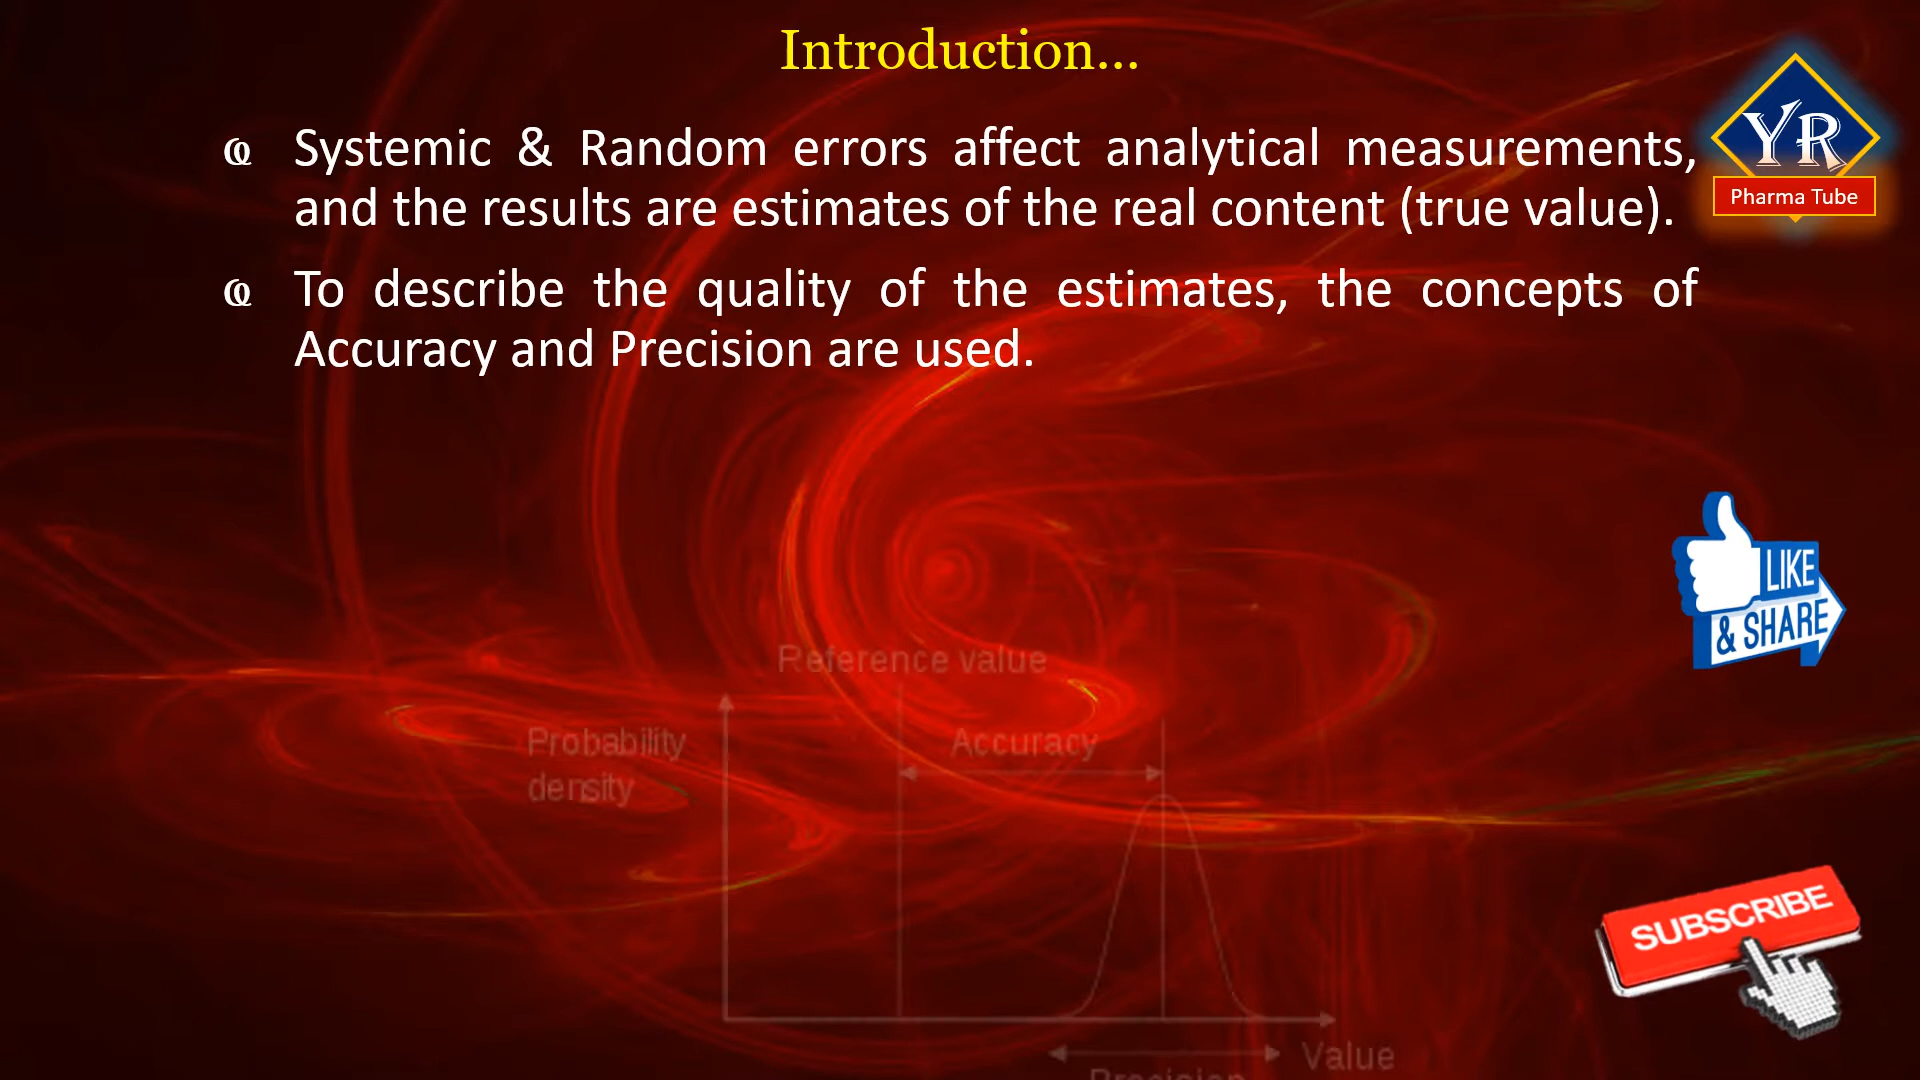 Introduction...
Systemic & Random errors affect analytical measurements,
and the results are estimates of the real content (true value).
To describe the quality of the estimates, the concepts of
Accuracy and Precision are used.
YR
Pharma Tube
LIKE
& SHARE
Reference value
Probability
density
Accuracy
SUBSCRIBE
Value
Precision